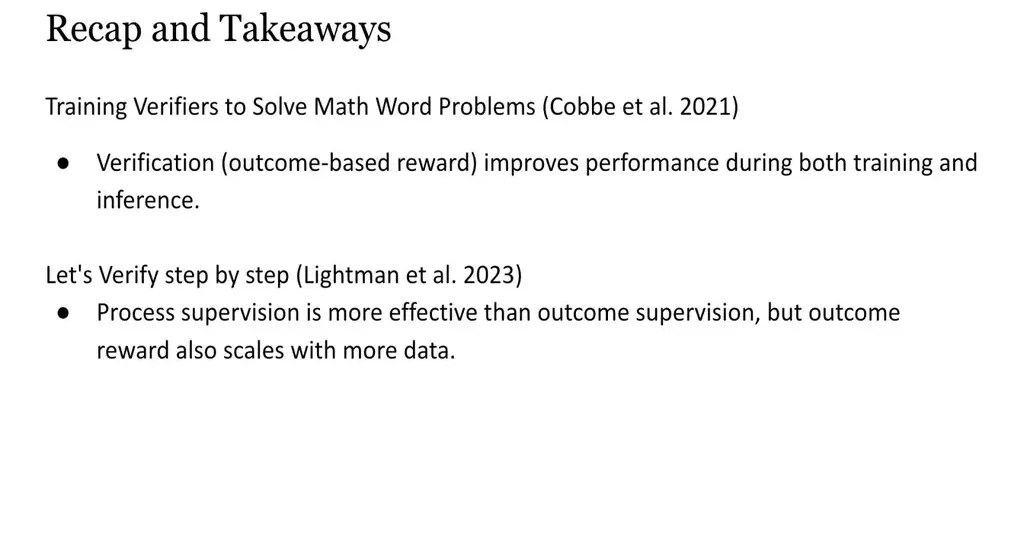 Recap and Takeaways
Training Verifiers to Solve Math Word Problems (Cobbe et al. 2021)
● Verification (outcome-based reward) improves performance during both training and
inference.
Let's Verify step by step (Lightman et al. 2023)
● Process supervision is more effective than outcome supervision, but outcome
reward also scales with more data.